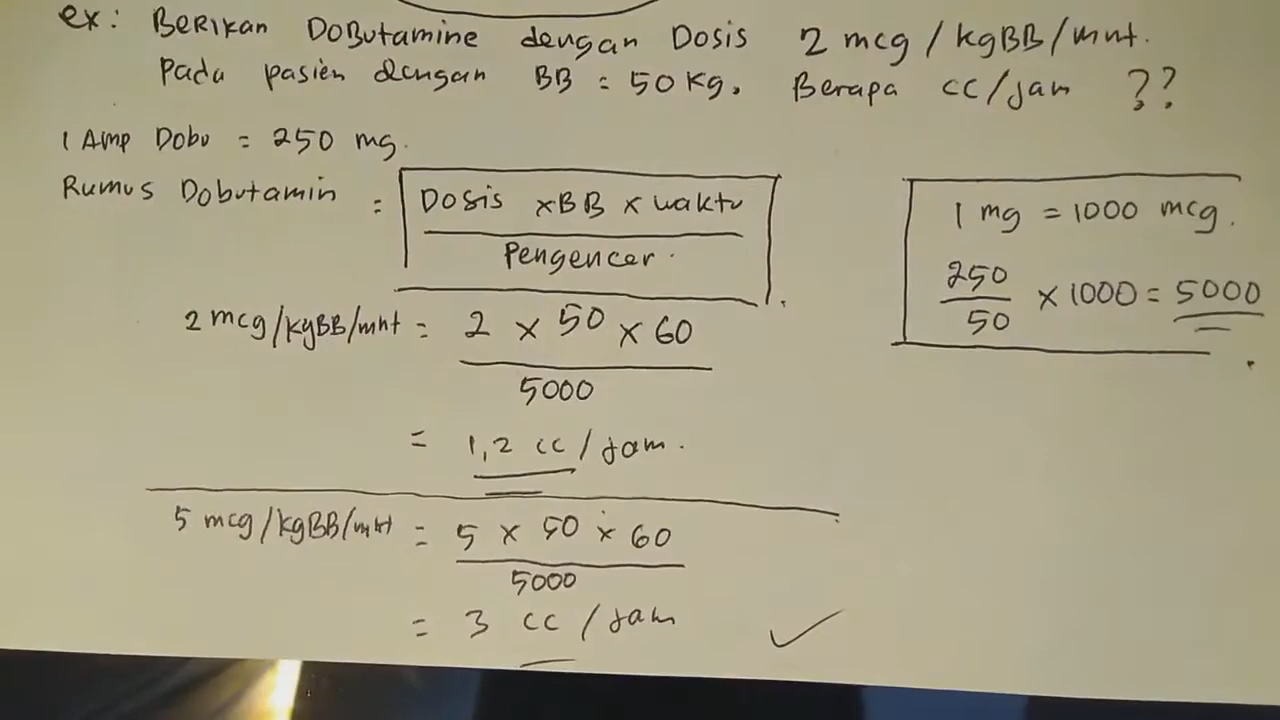 ex: Berikan Dobutamine dengan Dosis 2 mcg/kgBB/mnt.
Pada pasien dengan BB = 50 Kg. Berapa cc/jam ??
1 Amp Dobu = 250 mg.
Rumus Dobutamin = Dosis x BB x waktu
Pengencer.
1 mg = 1000 mcg.
250
50
x 1000 = 5000
2 mcg/kgBB/mnt = 2 x 50 x 60
5000
= 1,2 cc/jam.
5 mcg/kgBB/mnt = 5 x 50 x 60
5000
= 3 cc/jam ✓